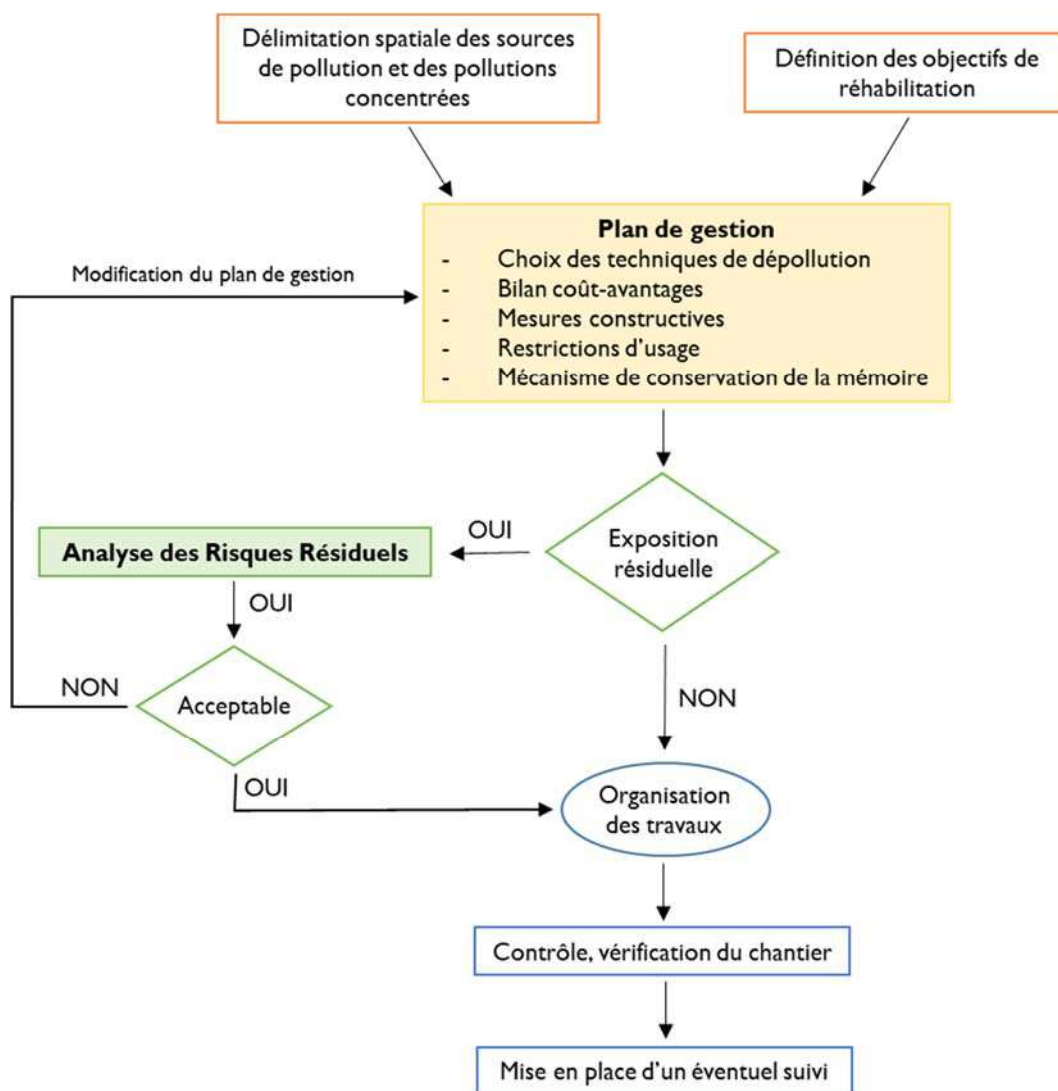 Délimitation spatiale des sources
de pollution et des pollutions
concentrées
Définition des objectifs de
réhabilitation
Plan de gestion
- Choix des techniques de dépollution
- Bilan coût-avantages
- Mesures constructives
- Restrictions d'usage
- Mécanisme de conservation de la mémoire
Modification du plan de gestion
Exposition
résiduelle
OUI
Analyse des Risques Résiduels
OUI
Acceptable
NON
OUI
NON
Organisation
des travaux
Contrôle, vérification du chantier
Mise en place d'un éventuel suivi